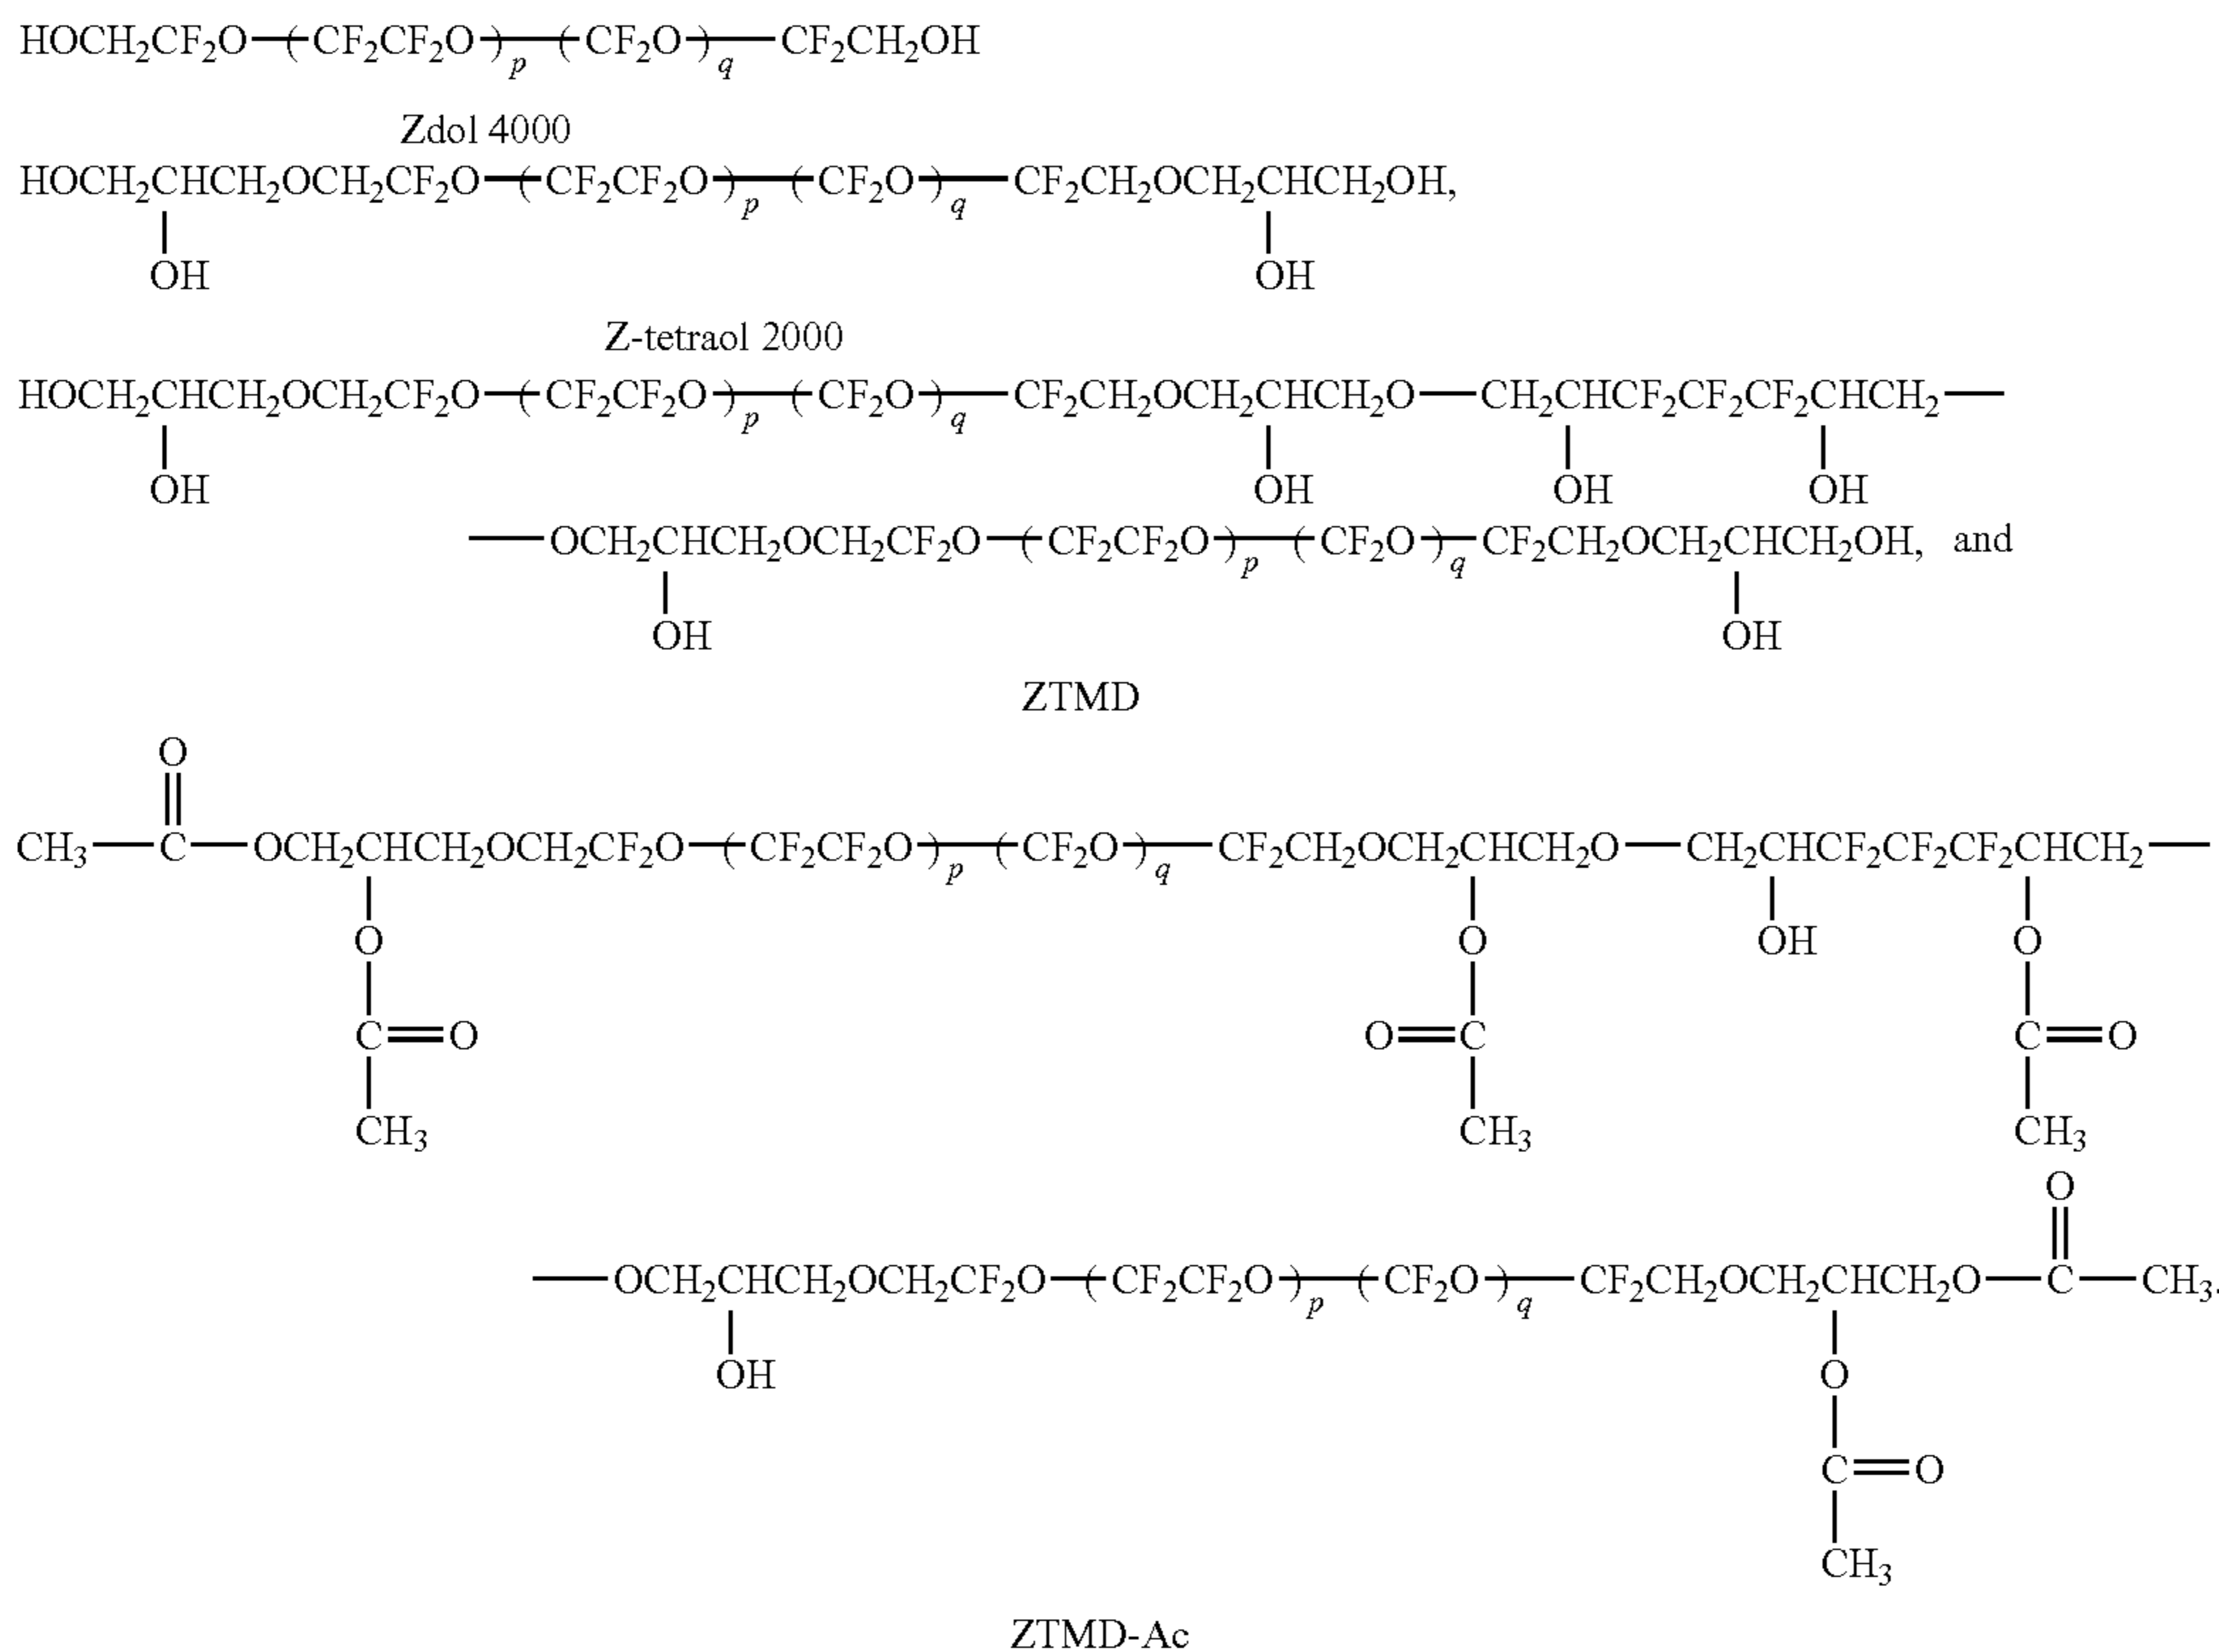 HOCH₂CF₂O—(CF₂CF₂O)p—(CF₂O)q—CF₂CH₂OH
Zdol 4000
HOCH₂CHCH₂OCH₂CF₂O—(CF₂CF₂O)p—(CF₂O)q—CF₂CH₂OCH₂CHCH₂OH,
OH OH
Z-tetraol 2000
HOCH₂CHCH₂OCH₂CF₂O—(CF₂CF₂O)p—(CF₂O)q—CF₂CH₂OCH₂CHCH₂O—CH₂CHCF₂CF₂CF₂CHCH₂—
OH OH OH OH
—OCH₂CHCH₂OCH₂CF₂O—(CF₂CF₂O)p—(CF₂O)q—CF₂CH₂OCH₂CHCH₂OH, and
OH OH
ZTMD
O
CH₃—C—OCH₂CHCH₂OCH₂CF₂O—(CF₂CF₂O)p—(CF₂O)q—CF₂CH₂OCH₂CHCH₂O—CH₂CHCF₂CF₂CF₂CHCH₂—
O O OH O
C=O O=C C=O
CH₃ CH₃ CH₃
O
—OCH₂CHCH₂OCH₂CF₂O—(CF₂CF₂O)p—(CF₂O)q—CF₂CH₂OCH₂CHCH₂O—C—CH₃.
OH O
C=O
CH₃
ZTMD-Ac